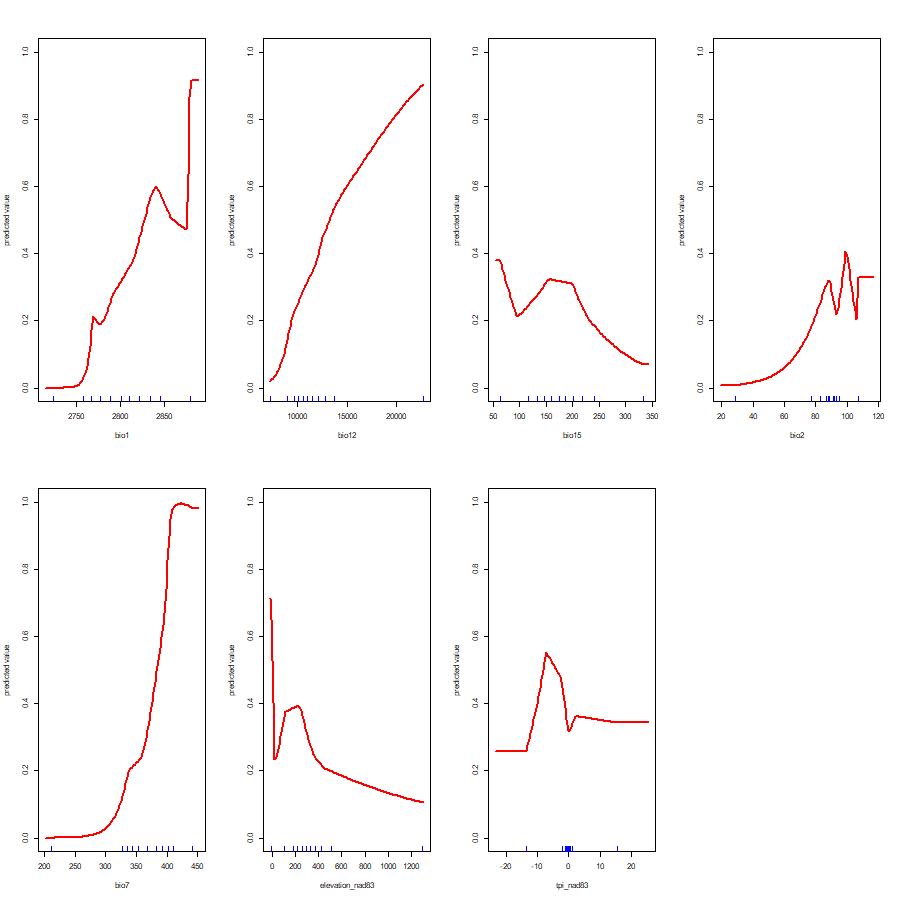 predicted value
0.0 0.2 0.4 0.6 0.8 1.0
2750 2800 2850
bio1
predicted value
0.0 0.2 0.4 0.6 0.8 1.0
10000 15000 20000
bio12
predicted value
0.0 0.2 0.4 0.6 0.8 1.0
50 100 150 200 250 300 350
bio15
predicted value
0.0 0.2 0.4 0.6 0.8 1.0
20 40 60 80 100 120
bio2
predicted value
0.0 0.2 0.4 0.6 0.8 1.0
200 250 300 350 400 450
bio7
predicted value
0.0 0.2 0.4 0.6 0.8 1.0
0 200 400 600 800 1000 1200
elevation_nad83
predicted value
0.0 0.2 0.4 0.6 0.8 1.0
-20 -10 0 10 20
tpi_nad83